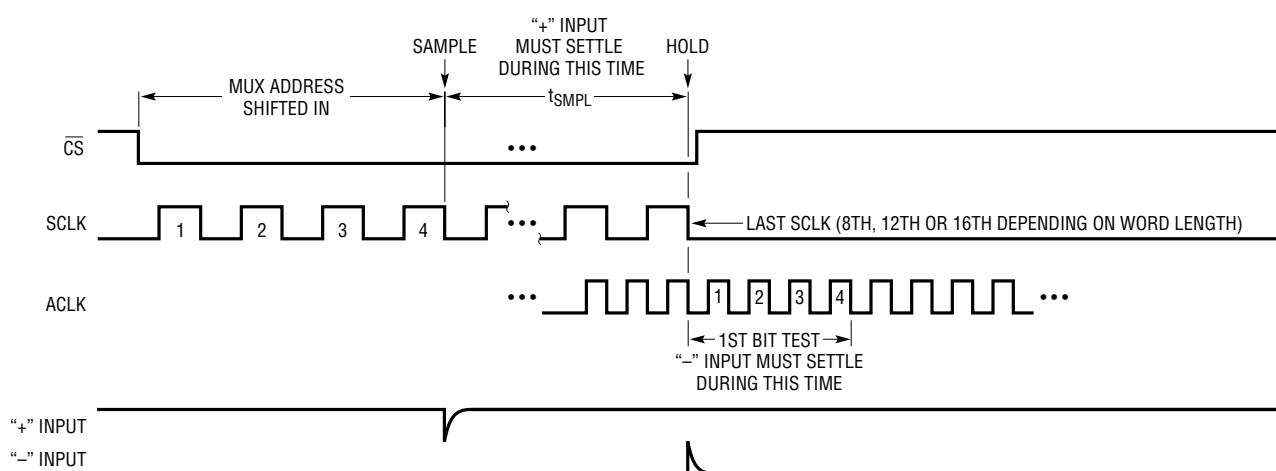 “+” INPUT
MUST SETTLE
DURING THIS TIME
SAMPLE
HOLD
MUX ADDRESS
SHIFTED IN
tSMPL
CS
•••
SCLK
1
2
3
4
•••
LAST SCLK (8TH, 12TH OR 16TH DEPENDING ON WORD LENGTH)
ACLK
•••
1
2
3
4
•••
1ST BIT TEST
“–” INPUT MUST SETTLE
DURING THIS TIME
“+” INPUT
“–” INPUT